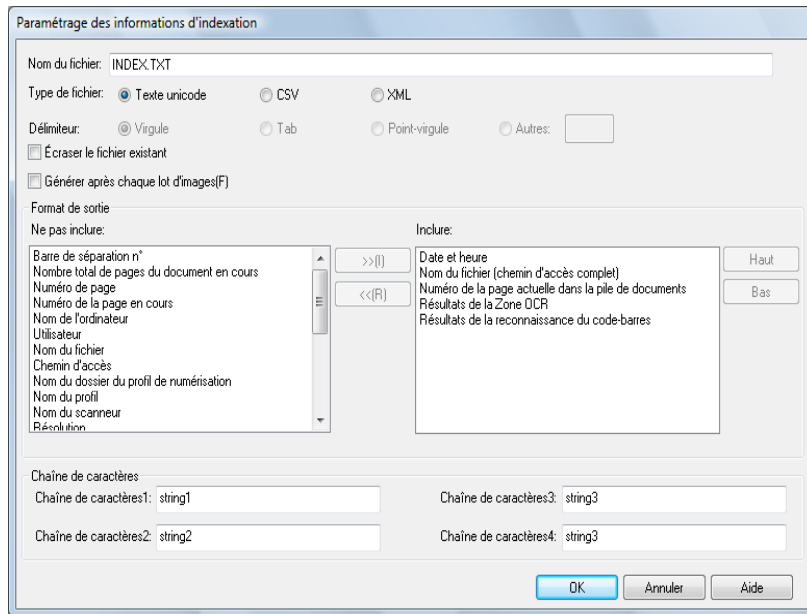 Paramétrage des informations d'indexation
Nom du fichier: INDEX.TXT
Type de fichier: Texte unicode CSV XML
Délimiteur: Virgule Tab Point-virgule Autres:
Écraser le fichier existant
Générer après chaque lot d'images(F)
Format de sortie
Ne pas inclure:
Barre de séparation n°
Nombre total de pages du document en cours
Numéro de page
Numéro de la page en cours
Nom de l'ordinateur
Utilisateur
Nom du fichier
Chemin d'accès
Nom du dossier du profil de numérisation
Nom du profil
Nom du scanneur
Résolution
>>(I)
<<(R)
Inclure:
Date et heure
Nom du fichier (chemin d'accès complet)
Numéro de la page actuelle dans la pile de documents
Résultats de la Zone OCR
Résultats de la reconnaissance du code-barres
Haut
Bas
Chaîne de caractères
Chaîne de caractères1: string1 Chaîne de caractères3: string3
Chaîne de caractères2: string2 Chaîne de caractères4: string3
OK Annuler Aide